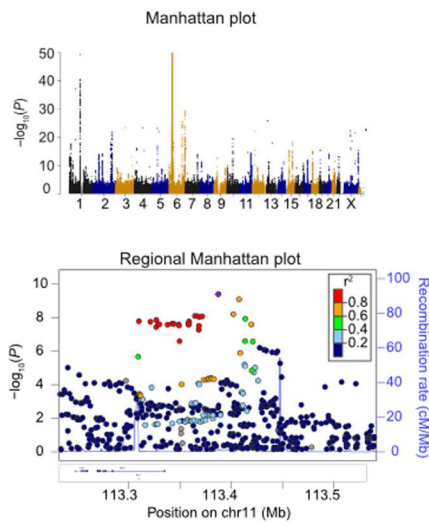 Manhattan plot
−log10(P)
50
40
30
20
10
0
1 2 3 4 5 6 7 8 9 11 13 15 18 21 X
Regional Manhattan plot
−log10(P)
10
8
6
4
2
0
r2
0.8
0.6
0.4
0.2
100
80
60
40
20
0
Recombination rate (cM/Mb)
113.3 113.4 113.5
Position on chr11 (Mb)